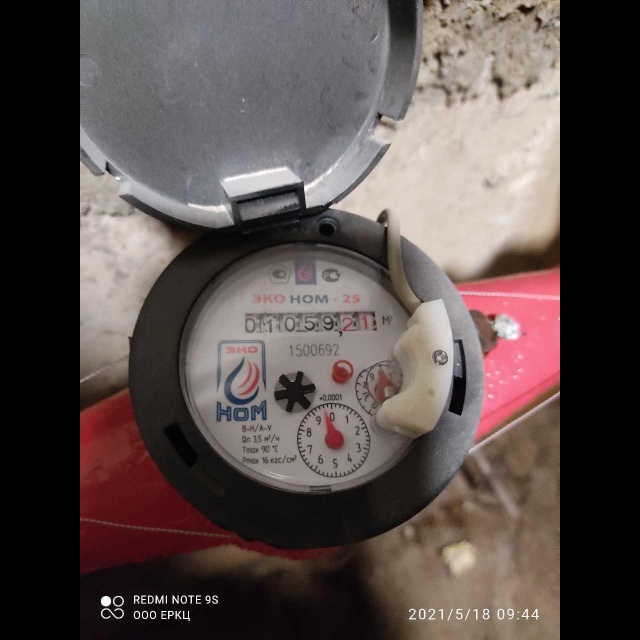 ЭКО НОМ - 25
01059,21 М³
1500692
ЭКО
НОМ
×0,0001
B-H/A-V
Qn 3,5 м³/ч
Tmax 90 °C
Pmax 16 кгс/см²
9 0 1
8 2
7 3
6 5 4
REDMI NOTE 9S
ООО ЕРКЦ
2021/5/18 09:44